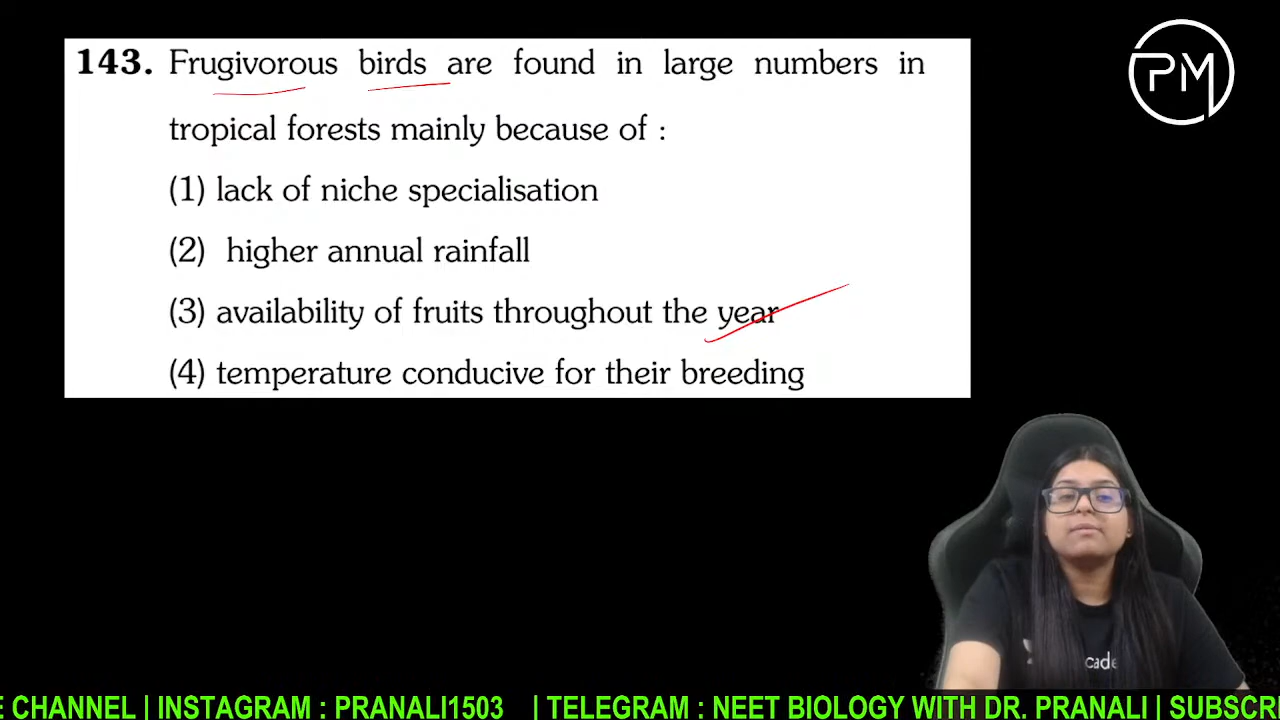 PM
143. Frugivorous birds are found in large numbers in
tropical forests mainly because of :
(1) lack of niche specialisation
(2) higher annual rainfall
(3) availability of fruits throughout the year
(4) temperature conducive for their breeding
cade
E CHANNEL | INSTAGRAM : PRANALI1503 | TELEGRAM : NEET BIOLOGY WITH DR. PRANALI | SUBSCR